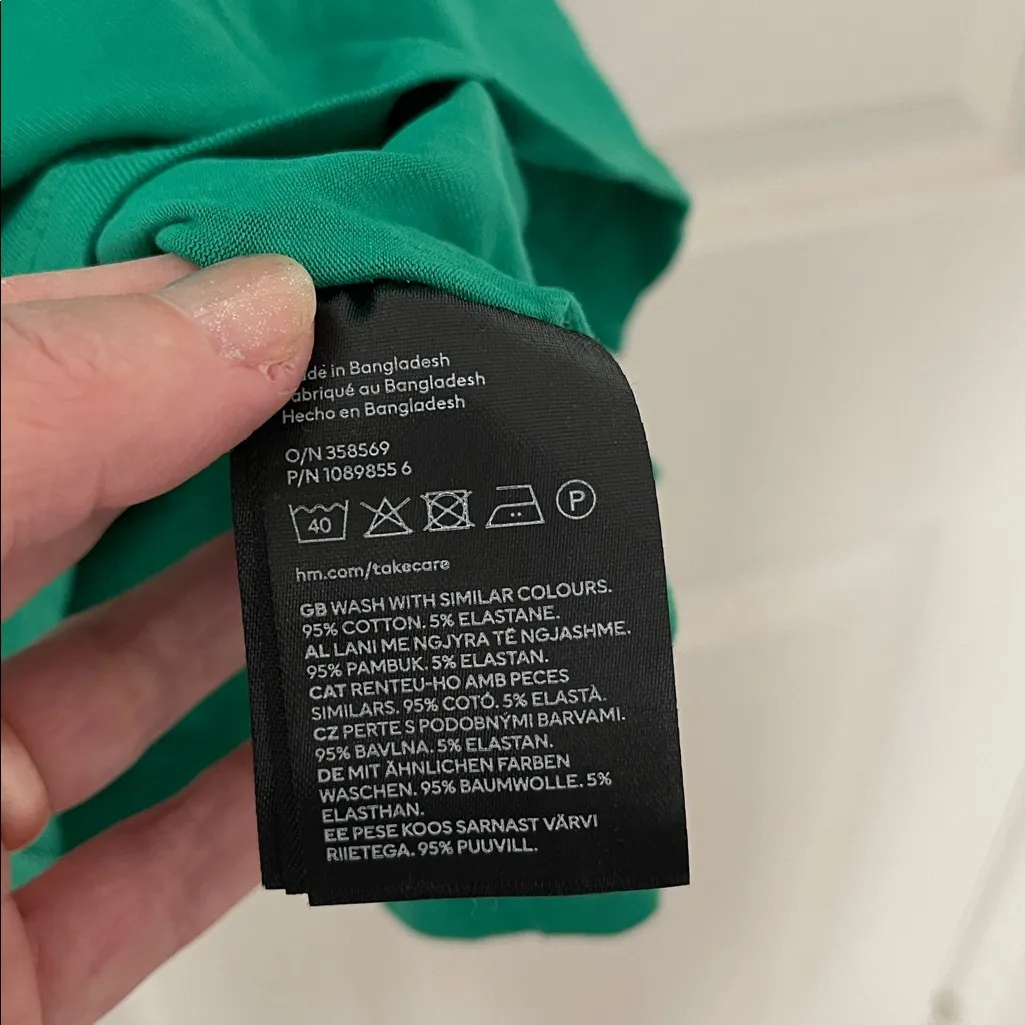 in Bangladesh
au Bangladesh
Hecho en Bangladesh
O/N 358569
P/N 1089855 6
40 P
hm.com/takecare
GB WASH WITH SIMILAR COLOURS.
95% COTTON. 5% ELASTANE.
AL LANI ME NGJYRA TË NGJASHME.
95% PAMBUK. 5% ELASTAN.
CAT RENTEU-HO AMB PECES
SIMILARS. 95% COTÓ. 5% ELASTÀ.
CZ PERTE S PODOBNÝMI BARVAMI.
95% BAVLNA. 5% ELASTAN.
DE MIT ÄHNLICHEN FARBEN
WASCHEN. 95% BAUMWOLLE. 5%
ELASTHAN.
EE PESE KOOS SARNAST VÄRVI
RIIETEGA. 95% PUUVILL.